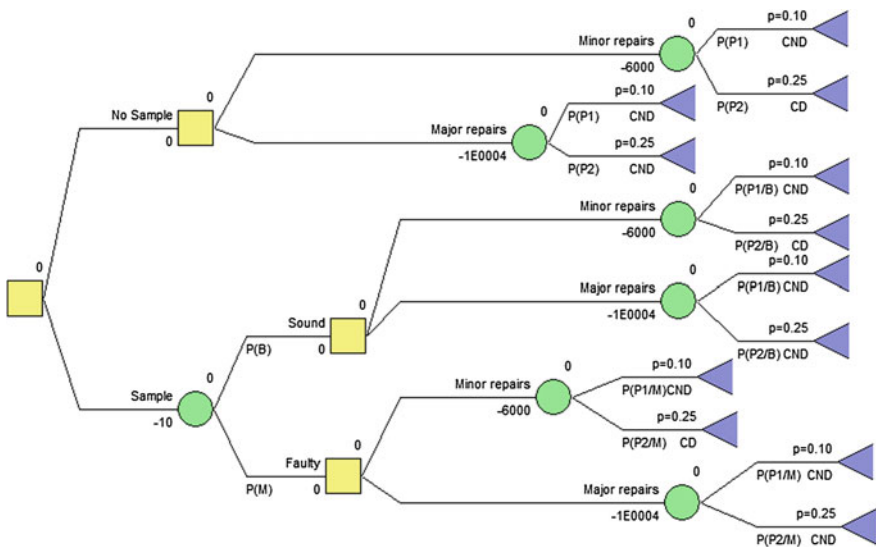 0
p=0.10
Minor repairs
0
P(P1) CND
-6000
p=0.25
p=0.10
P(P2) CD
0
No Sample
0
Major repairs
P(P1) CND
0
-1E0004
p=0.25
P(P2) CND
p=0.10
0
Minor repairs
P(P1/B) CND
-6000
p=0.25
P(P2/B) CD
0
p=0.10
0
Major repairs
P(P1/B) CND
0
Sound
-1E0004
p=0.25
P(B)
0
P(P2/B) CND
0
p=0.10
Sample
Minor repairs
0
P(P1/M)CND
-10
-6000
p=0.25
P(P2/M) CD
0
p=0.10
Faulty
0
Major repairs
P(P1/M) CND
P(M)
0
-1E0004
p=0.25
P(P2/M) CND